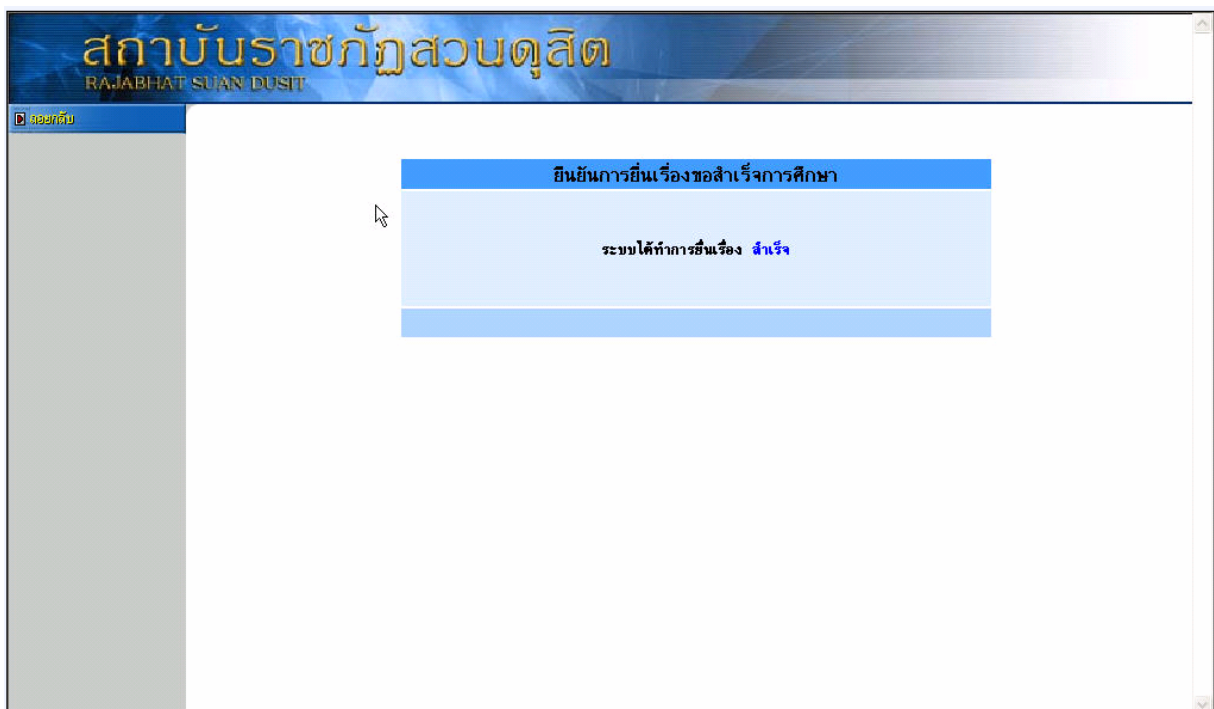 สถาบันราชภัฏสวนดุสิต
RAJABHAT SUAN DUSIT
ถอยกลับ
ยืนยันการยื่นเรื่องขอสำเร็จการศึกษา
ระบบได้ทำการยื่นเรื่อง สำเร็จ